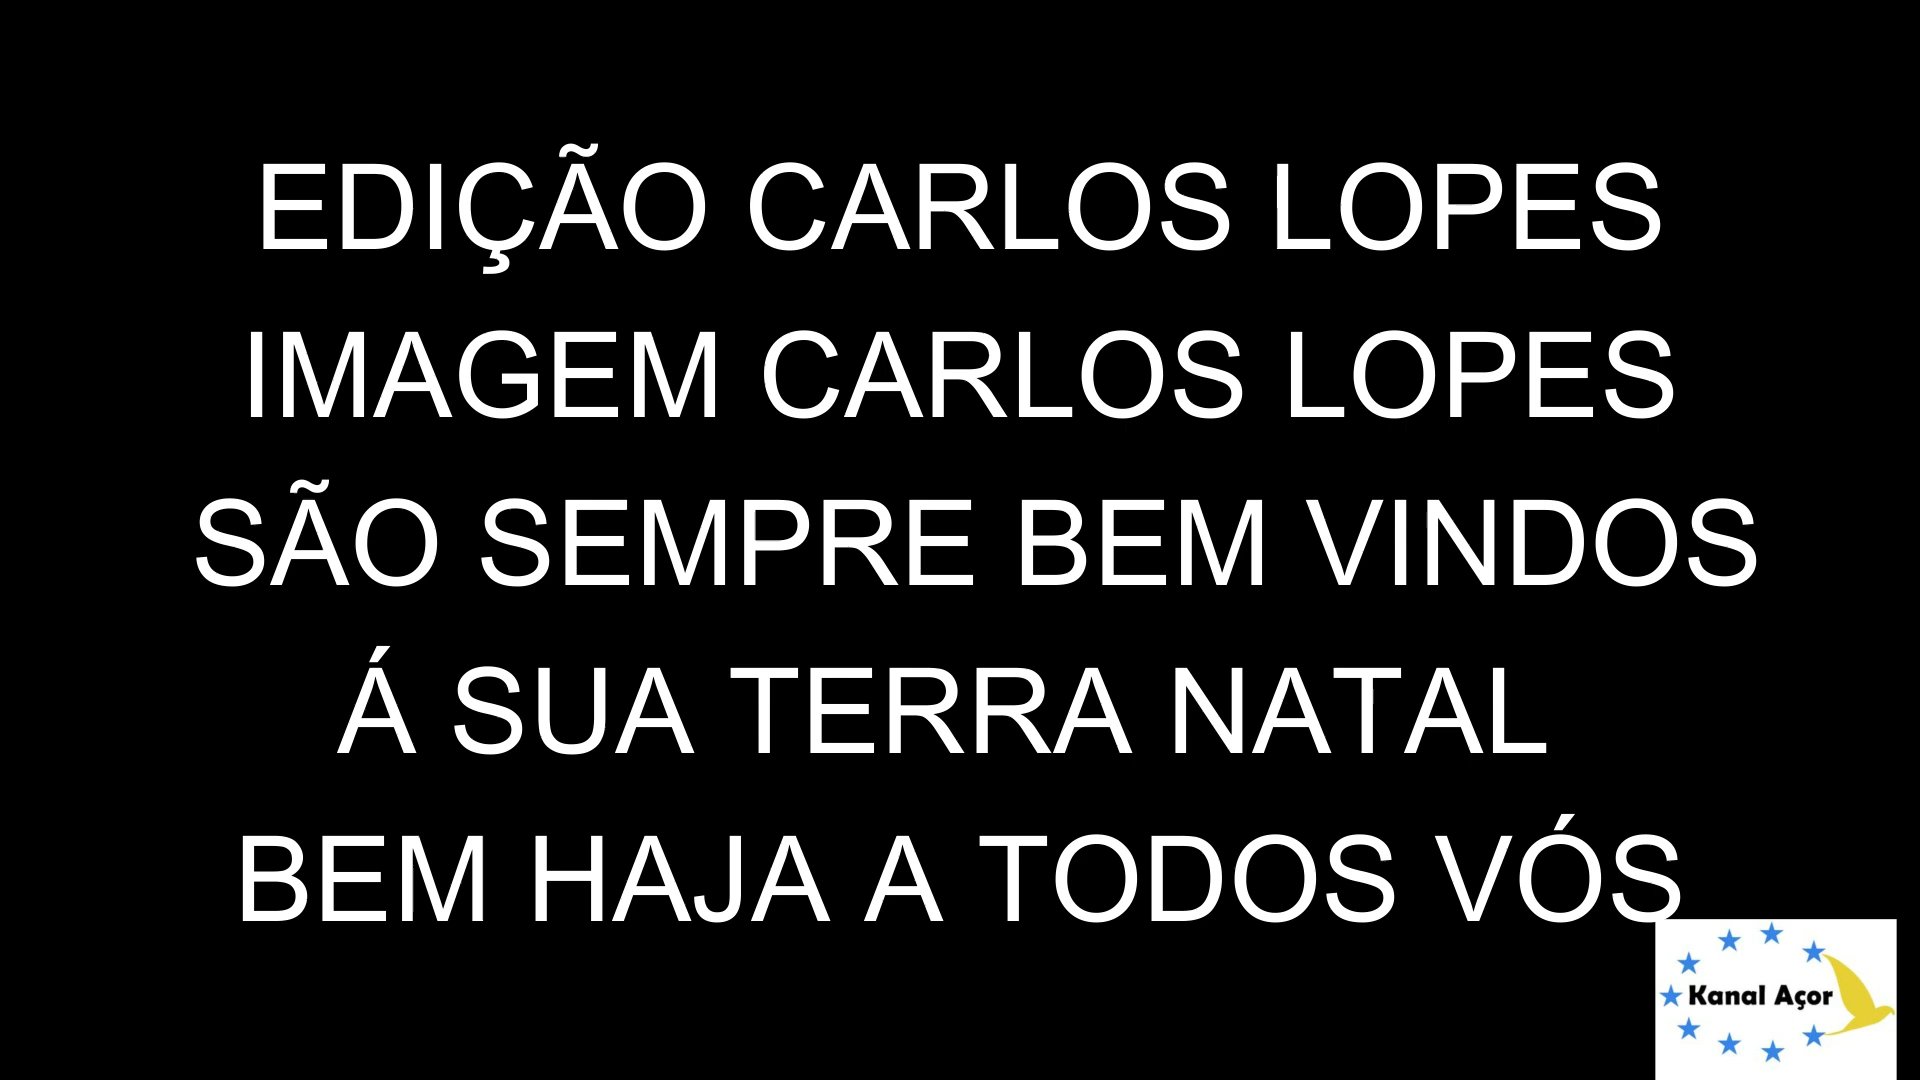 EDIÇÃO CARLOS LOPES
IMAGEM CARLOS LOPES
SÃO SEMPRE BEM VINDOS
Á SUA TERRA NATAL
BEM HAJA A TODOS VÓS
Kanal Açor